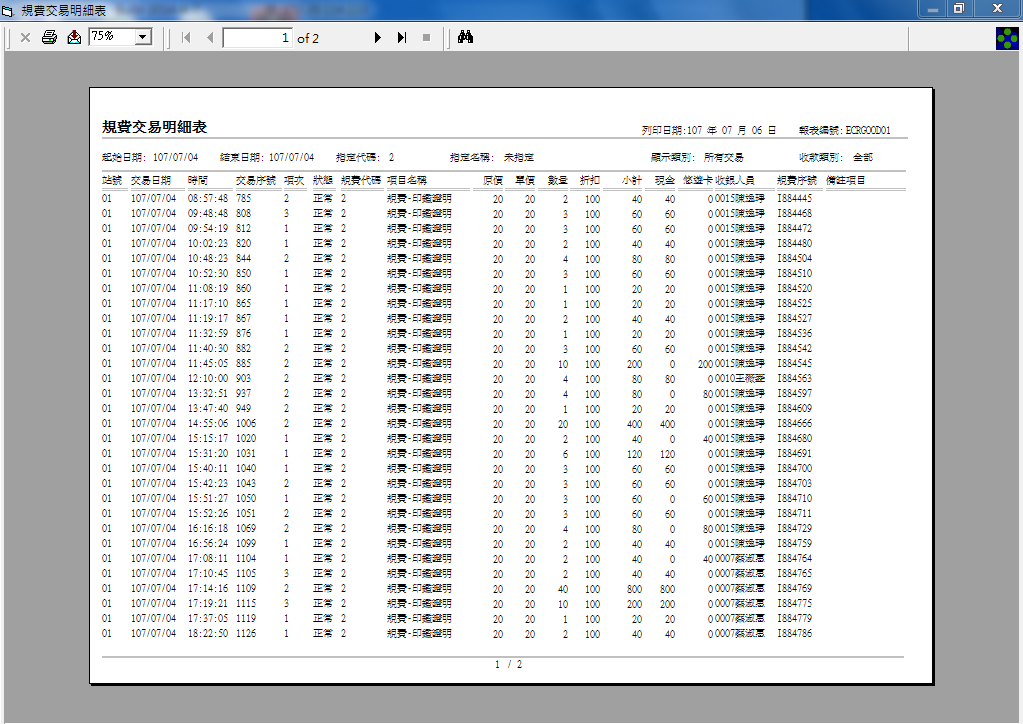 規費交易明細表
75% 1 of 2
規費交易明細表
列印日期:107 年 07 月 06 日 報表編號:ECRGOOD01
起始日期: 107/07/04 結束日期: 107/07/04 指定代碼: 2 指定名稱: 未指定 顯示類別: 所有交易 收款類別: 全部
站號 交易日期 時間 交易序號 項次 狀態 規費代碼 項目名稱 原價 單價 數量 折扣 小計 現金 悠遊卡 收銀人員 規費序號 備註項目
01 107/07/04 08:57:48 785 2 正常 2 規費-印鑑證明 20 20 2 100 40 40 0 0015陳逸琤 I884445
01 107/07/04 09:48:48 808 3 正常 2 規費-印鑑證明 20 20 3 100 60 60 0 0015陳逸琤 I884468
01 107/07/04 09:54:19 812 1 正常 2 規費-印鑑證明 20 20 3 100 60 60 0 0015陳逸琤 I884472
01 107/07/04 10:02:23 820 1 正常 2 規費-印鑑證明 20 20 2 100 40 40 0 0015陳逸琤 I884480
01 107/07/04 10:48:23 844 2 正常 2 規費-印鑑證明 20 20 4 100 80 80 0 0015陳逸琤 I884504
01 107/07/04 10:52:30 850 1 正常 2 規費-印鑑證明 20 20 3 100 60 60 0 0015陳逸琤 I884510
01 107/07/04 11:08:19 860 1 正常 2 規費-印鑑證明 20 20 1 100 20 20 0 0015陳逸琤 I884520
01 107/07/04 11:17:10 865 1 正常 2 規費-印鑑證明 20 20 1 100 20 20 0 0015陳逸琤 I884525
01 107/07/04 11:19:17 867 1 正常 2 規費-印鑑證明 20 20 2 100 40 40 0 0015陳逸琤 I884527
01 107/07/04 11:32:59 876 1 正常 2 規費-印鑑證明 20 20 1 100 20 20 0 0015陳逸琤 I884536
01 107/07/04 11:40:30 882 2 正常 2 規費-印鑑證明 20 20 3 100 60 60 0 0015陳逸琤 I884542
01 107/07/04 11:45:05 885 2 正常 2 規費-印鑑證明 20 20 10 100 200 0 200 0015陳逸琤 I884545
01 107/07/04 12:10:00 903 2 正常 2 規費-印鑑證明 20 20 4 100 80 80 0 0010王薇 I884563
01 107/07/04 13:32:51 937 2 正常 2 規費-印鑑證明 20 20 4 100 80 0 80 0015陳逸琤 I884597
01 107/07/04 13:47:40 949 2 正常 2 規費-印鑑證明 20 20 1 100 20 20 0 0015陳逸琤 I884609
01 107/07/04 14:55:06 1006 2 正常 2 規費-印鑑證明 20 20 20 100 400 400 0 0015陳逸琤 I884666
01 107/07/04 15:15:17 1020 1 正常 2 規費-印鑑證明 20 20 2 100 40 0 40 0015陳逸琤 I884680
01 107/07/04 15:31:20 1031 1 正常 2 規費-印鑑證明 20 20 6 100 120 120 0 0015陳逸琤 I884691
01 107/07/04 15:40:11 1040 1 正常 2 規費-印鑑證明 20 20 3 100 60 60 0 0015陳逸琤 I884700
01 107/07/04 15:42:23 1043 2 正常 2 規費-印鑑證明 20 20 3 100 60 60 0 0015陳逸琤 I884703
01 107/07/04 15:51:27 1050 1 正常 2 規費-印鑑證明 20 20 3 100 60 0 60 0015陳逸琤 I884710
01 107/07/04 15:52:26 1051 2 正常 2 規費-印鑑證明 20 20 3 100 60 60 0 0015陳逸琤 I884711
01 107/07/04 16:16:18 1069 2 正常 2 規費-印鑑證明 20 20 4 100 80 0 80 0015陳逸琤 I884729
01 107/07/04 16:56:24 1099 1 正常 2 規費-印鑑證明 20 20 2 100 40 40 0 0015陳逸琤 I884759
01 107/07/04 17:08:11 1104 1 正常 2 規費-印鑑證明 20 20 2 100 40 0 40 0007蔡淑惠 I884764
01 107/07/04 17:10:45 1105 3 正常 2 規費-印鑑證明 20 20 2 100 40 40 0 0007蔡淑惠 I884765
01 107/07/04 17:14:16 1109 2 正常 2 規費-印鑑證明 20 20 40 100 800 800 0 0007蔡淑惠 I884769
01 107/07/04 17:19:21 1115 3 正常 2 規費-印鑑證明 20 20 10 100 200 200 0 0007蔡淑惠 I884775
01 107/07/04 17:37:05 1119 1 正常 2 規費-印鑑證明 20 20 1 100 20 20 0 0007蔡淑惠 I884779
01 107/07/04 18:22:50 1126 1 正常 2 規費-印鑑證明 20 20 2 100 40 40 0 0007蔡淑惠 I884786
1 / 2